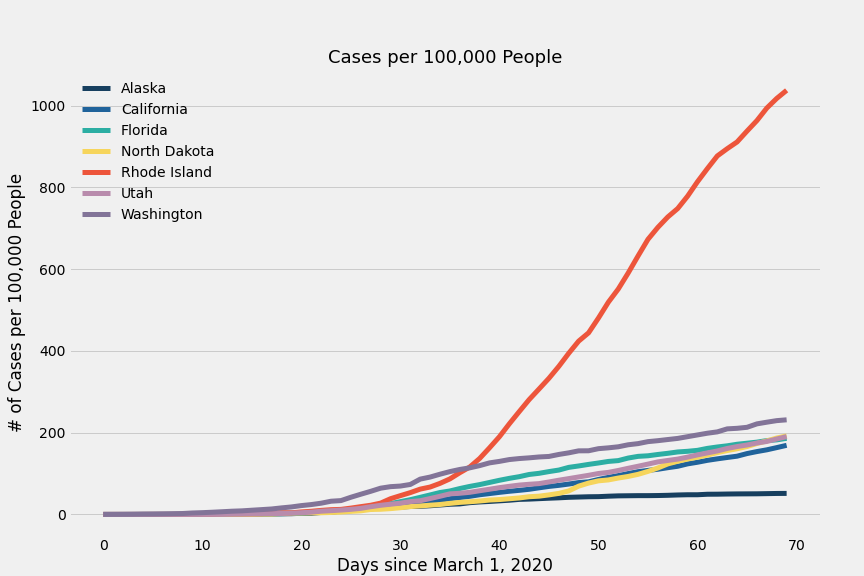 Cases per 100,000 People
Alaska
California
Florida
North Dakota
Rhode Island
Utah
Washington
# of Cases per 100,000 People
1000
800
600
400
200
0
0 10 20 30 40 50 60 70
Days since March 1, 2020